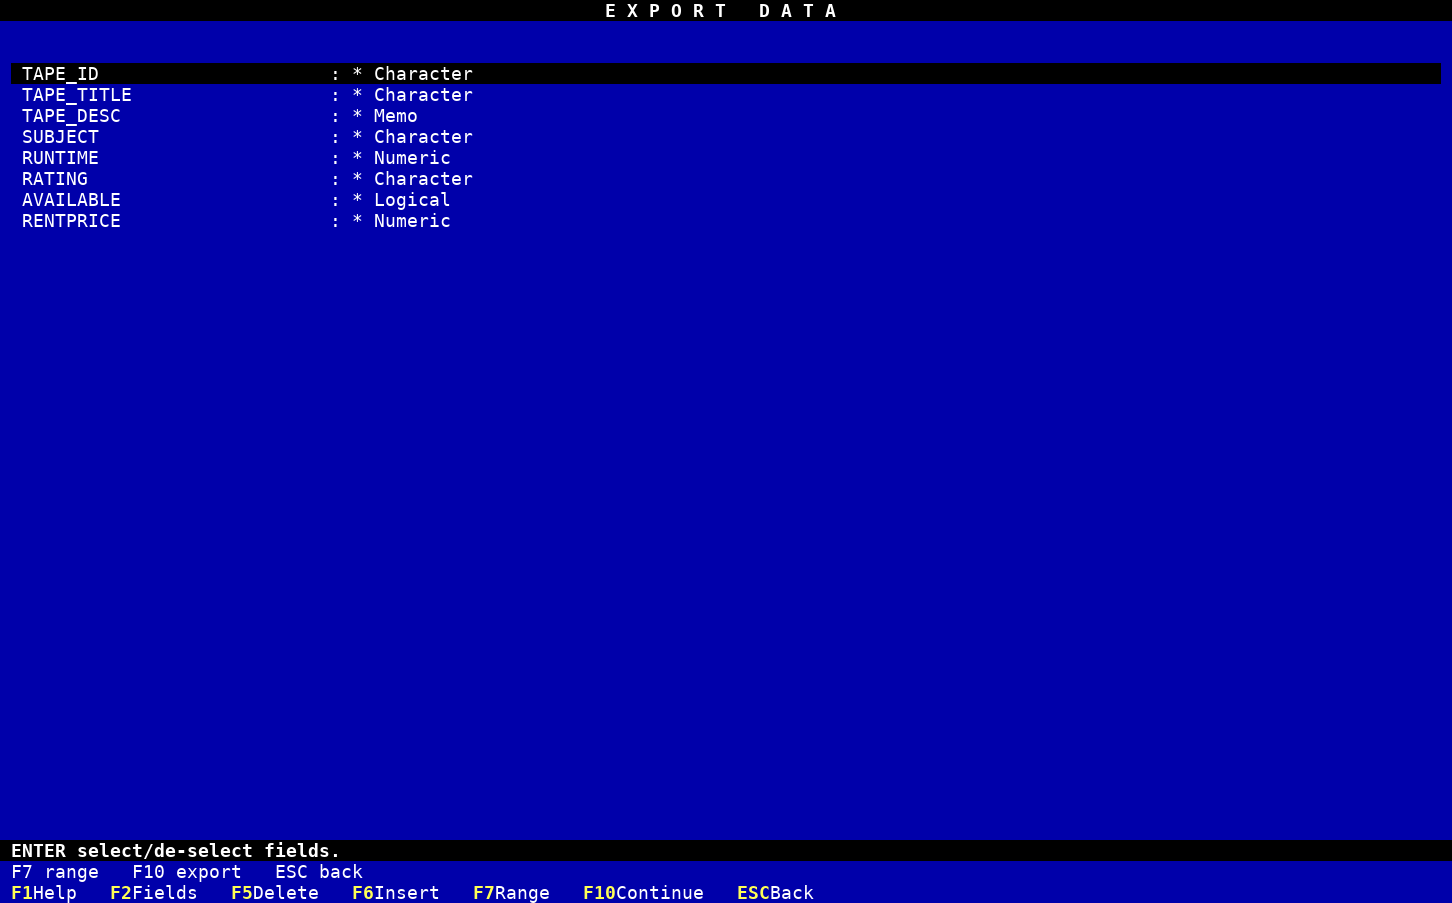 E X P O R T   D A T A
TAPE_ID : * Character
TAPE_TITLE : * Character
TAPE_DESC : * Memo
SUBJECT : * Character
RUNTIME : * Numeric
RATING : * Character
AVAILABLE : * Logical
RENTPRICE : * Numeric
ENTER select/de-select fields.
F7 range   F10 export   ESC back
F1Help   F2Fields   F5Delete   F6Insert   F7Range   F10Continue   ESCBack